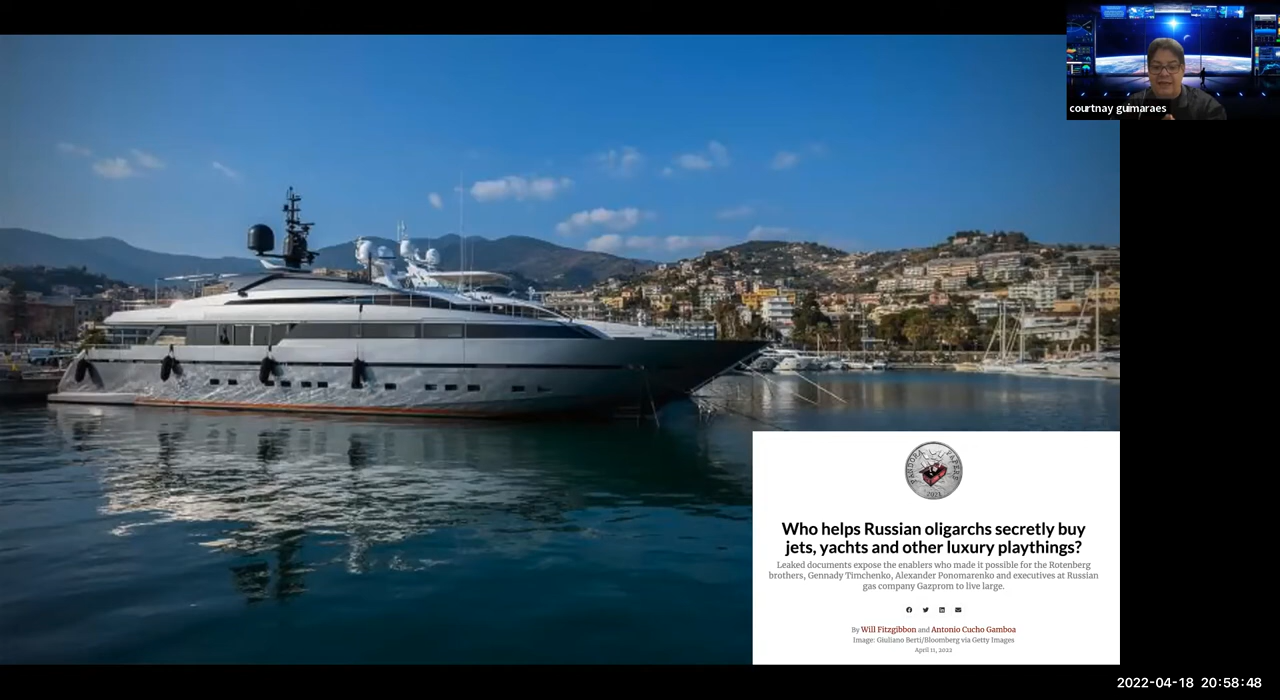 courtnay guimaraes
PANDORA PAPERS
2021
Who helps Russian oligarchs secretly buy
jets, yachts and other luxury playthings?
Leaked documents expose the enablers who made it possible for the Rotenberg
brothers, Gennady Timchenko, Alexander Ponomarenko and executives at Russian
gas company Gazprom to live large.
By Will Fitzgibbon and Antonio Cucho Gamboa
Image: Giuliano Berti/Bloomberg via Getty Images
April 11, 2022
2022-04-18 20:58:48